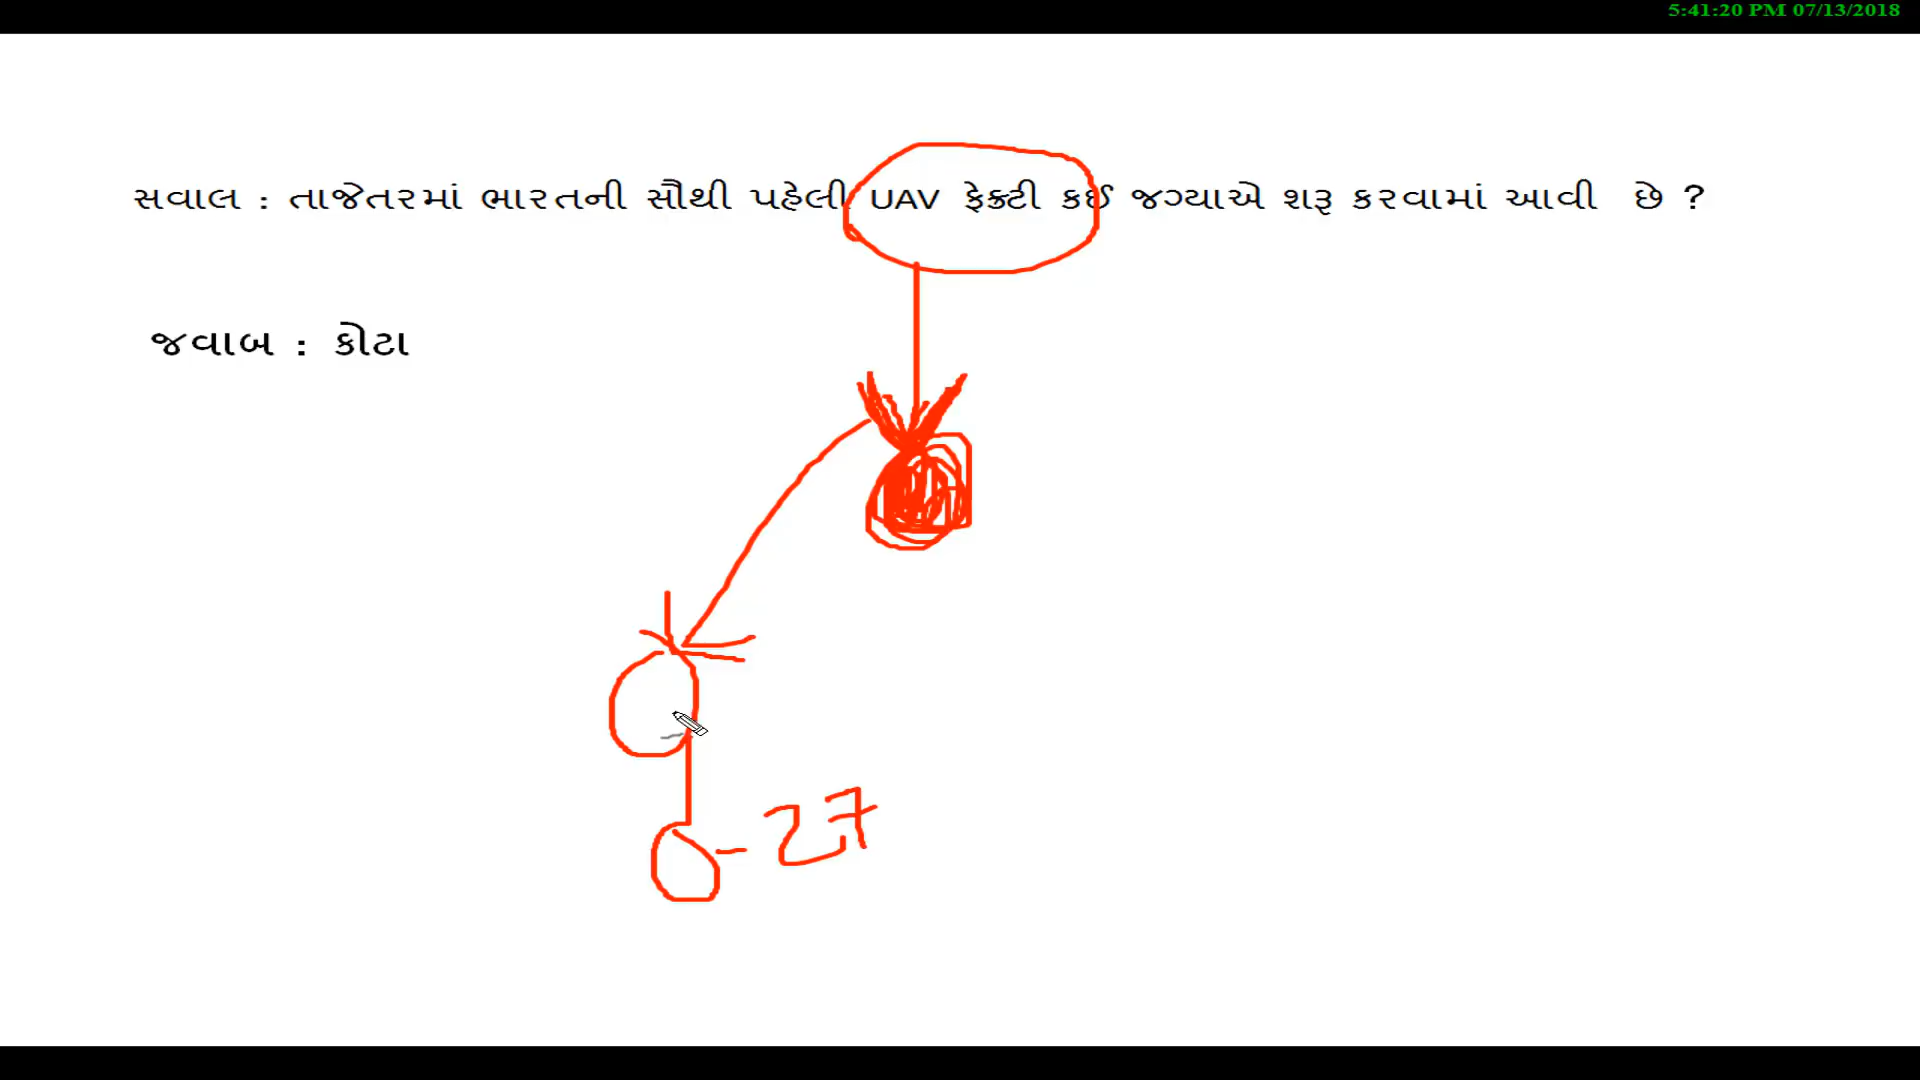 5:41:20 PM 07/13/2018
સવાલ : તાજેતરમાં ભારતની સૌથી પહેલી UAV ફેક્ર્ટી કઈ જગ્યાએ શરૂ કરવામાં આવી છે ?
જવાબ : કોટા
- 27